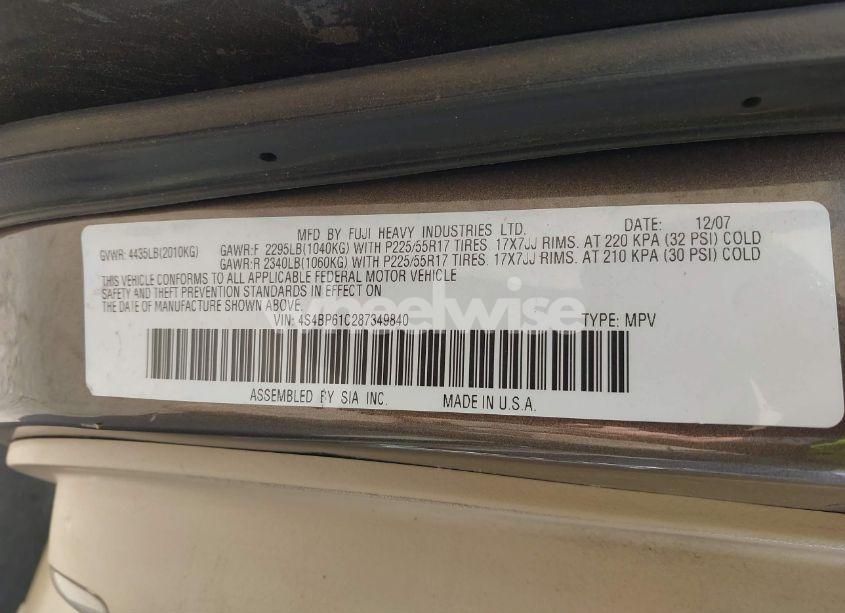 MFD BY FUJI HEAVY INDUSTRIES LTD. DATE: 12/07
GVWR: 4435LB(2010KG) GAWR:F 2295LB(1040KG) WITH P225/55R17 TIRES. 17X7JJ RIMS. AT 220 KPA (32 PSI) COLD
GAWR:R 2340LB(1060KG) WITH P225/55R17 TIRES. 17X7JJ RIMS. AT 210 KPA (30 PSI) COLD
THIS VEHICLE CONFORMS TO ALL APPLICABLE FEDERAL MOTOR VEHICLE
SAFETY AND THEFT PREVENTION STANDARDS IN EFFECT ON
THE DATE OF MANUFACTURE SHOWN ABOVE.
wheelwise
VIN: 4S4BP61C287349840 TYPE: MPV
ASSEMBLED BY SIA INC. MADE IN U.S.A.